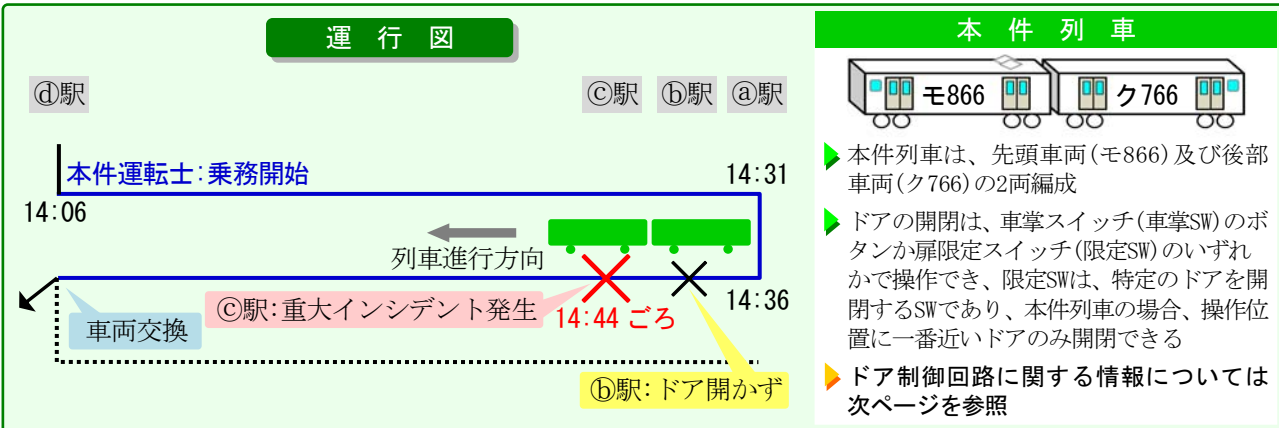 運 行 図
ⓓ駅
ⓒ駅 ⓑ駅 ⓐ駅
本件運転士：乗務開始
14：31
14：06
列車進行方向
14：36
ⓒ駅：重大インシデント発生
14：44 ごろ
車両交換
ⓑ駅：ドア開かず
本 件 列 車
モ866 ク766
本件列車は、先頭車両(モ866)及び後部
車両(ク766)の2両編成
ドアの開閉は、車掌スイッチ(車掌SW)のボ
タンか扉限定スイッチ(限定SW)のいずれ
かで操作でき、限定SWは、特定のドアを開
閉するSWであり、本件列車の場合、操作位
置に一番近いドアのみ開閉できる
ドア制御回路に関する情報については
次ページを参照